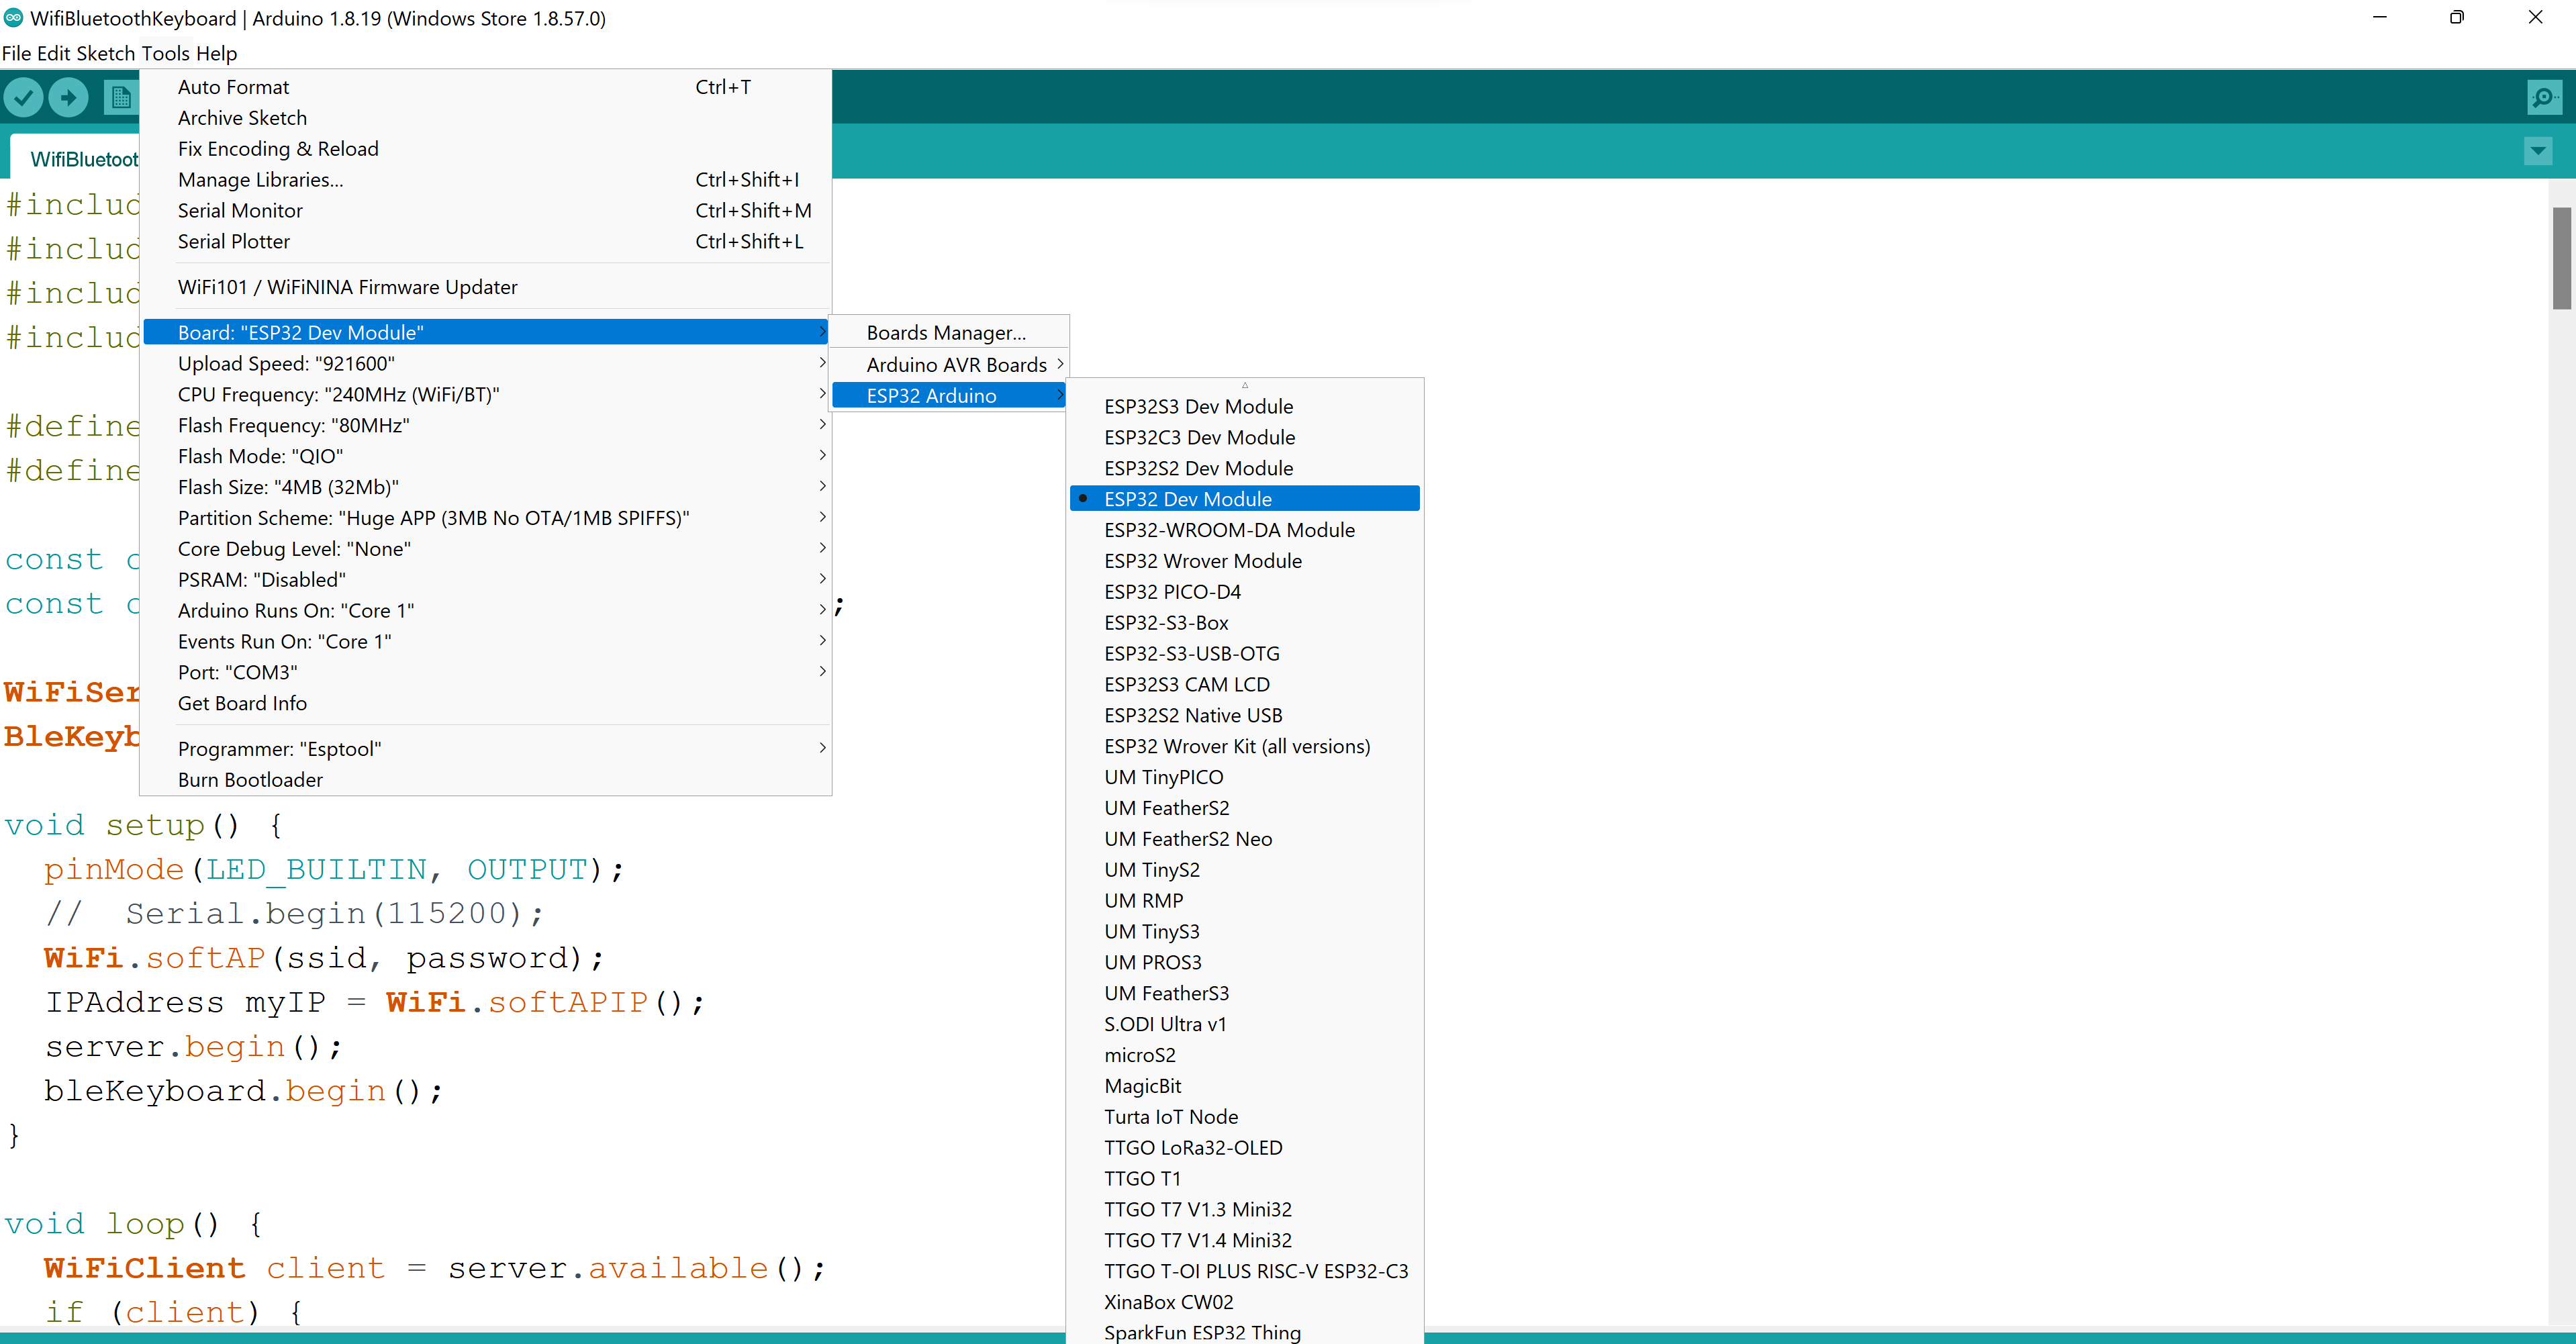 WifiBluetoothKeyboard | Arduino 1.8.19 (Windows Store 1.8.57.0)
File Edit Sketch Tools Help
Auto Format Ctrl+T
Archive Sketch
Fix Encoding & Reload
Manage Libraries... Ctrl+Shift+I
Serial Monitor Ctrl+Shift+M
Serial Plotter Ctrl+Shift+L
WiFi101 / WiFiNINA Firmware Updater
Board: "ESP32 Dev Module"
Upload Speed: "921600"
CPU Frequency: "240MHz (WiFi/BT)"
Flash Frequency: "80MHz"
Flash Mode: "QIO"
Flash Size: "4MB (32Mb)"
Partition Scheme: "Huge APP (3MB No OTA/1MB SPIFFS)"
Core Debug Level: "None"
PSRAM: "Disabled"
Arduino Runs On: "Core 1"
Events Run On: "Core 1"
Port: "COM3"
Get Board Info
Programmer: "Esptool"
Burn Bootloader
Boards Manager...
Arduino AVR Boards
ESP32 Arduino
ESP32S3 Dev Module
ESP32C3 Dev Module
ESP32S2 Dev Module
ESP32 Dev Module
ESP32-WROOM-DA Module
ESP32 Wrover Module
ESP32 PICO-D4
ESP32-S3-Box
ESP32-S3-USB-OTG
ESP32S3 CAM LCD
ESP32S2 Native USB
ESP32 Wrover Kit (all versions)
UM TinyPICO
UM FeatherS2
UM FeatherS2 Neo
UM TinyS2
UM RMP
UM TinyS3
UM PROS3
UM FeatherS3
S.ODI Ultra v1
microS2
MagicBit
Turta IoT Node
TTGO LoRa32-OLED
TTGO T1
TTGO T7 V1.3 Mini32
TTGO T7 V1.4 Mini32
TTGO T-OI PLUS RISC-V ESP32-C3
XinaBox CW02
SparkFun ESP32 Thing
WifiBluetoot
#includ
#includ
#includ
#includ
#define
#define
const c
const c ;
WiFiSer
BleKeyb
void setup() {
pinMode(LED_BUILTIN, OUTPUT);
// Serial.begin(115200);
WiFi.softAP(ssid, password);
IPAddress myIP = WiFi.softAPIP();
server.begin();
bleKeyboard.begin();
}
void loop() {
WiFiClient client = server.available();
if (client) {